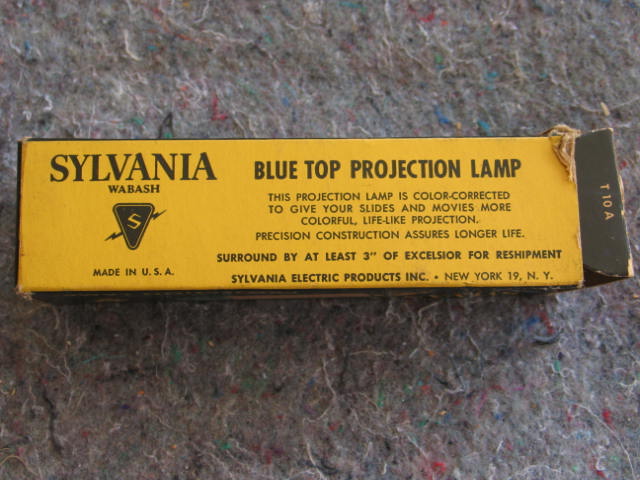 SYLVANIA
WABASH
S
MADE IN U.S.A.
BLUE TOP PROJECTION LAMP
THIS PROJECTION LAMP IS COLOR-CORRECTED
TO GIVE YOUR SLIDES AND MOVIES MORE
COLORFUL, LIFE-LIKE PROJECTION.
PRECISION CONSTRUCTION ASSURES LONGER LIFE.
SURROUND BY AT LEAST 3" OF EXCELSIOR FOR RESHIPMENT
SYLVANIA ELECTRIC PRODUCTS INC. • NEW YORK 19, N. Y.
T10A